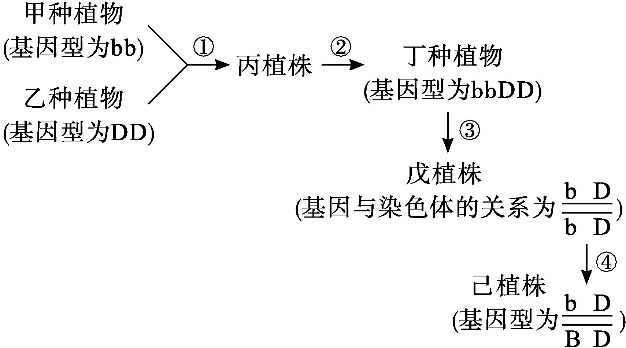 甲种植物
(基因型为bb)
①
②
丙植株
乙种植物
(基因型为DD)
丁种植物
(基因型为bbDD)
③
戊植株
(基因与染色体的关系为
b D
b D
)
④
己植株
(基因型为
b D
B D
)